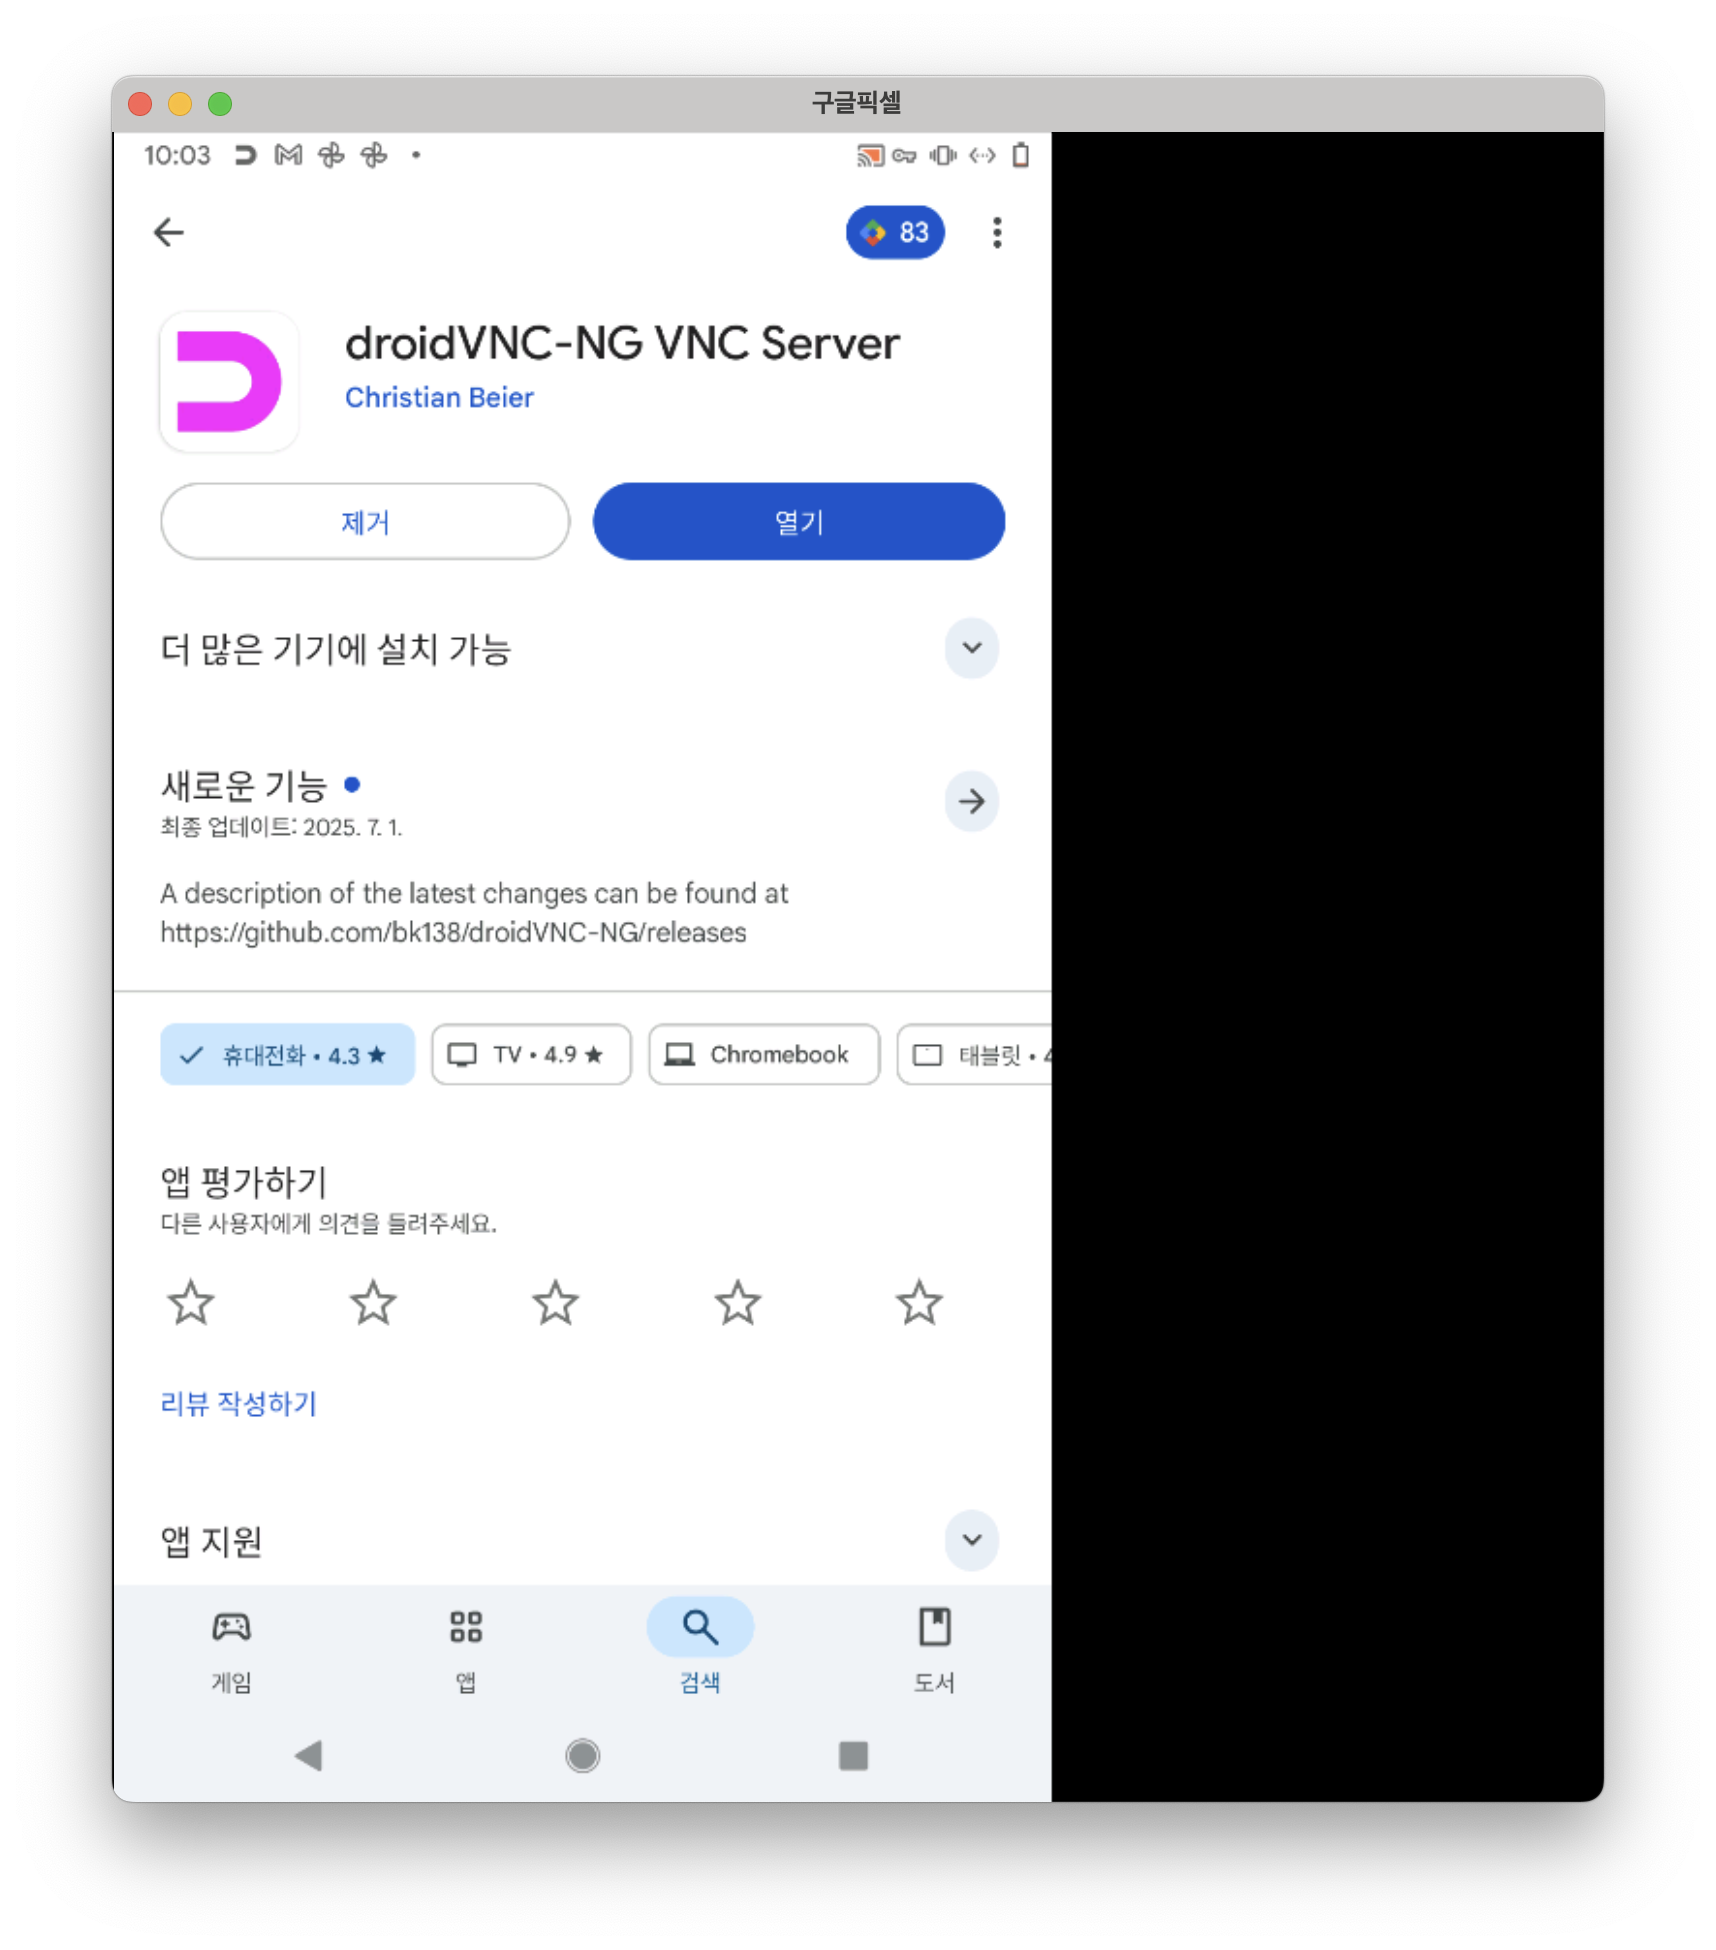 구글픽셀
10:03
83
droidVNC-NG VNC Server
Christian Beier
제거
열기
더 많은 기기에 설치 가능
새로운 기능
최종 업데이트: 2025. 7. 1.
A description of the latest changes can be found at
https://github.com/bk138/droidVNC-NG/releases
휴대전화 • 4.3 ★
TV • 4.9 ★
Chromebook
태블릿 • 4
앱 평가하기
다른 사용자에게 의견을 들려주세요.
리뷰 작성하기
앱 지원
게임
앱
검색
도서